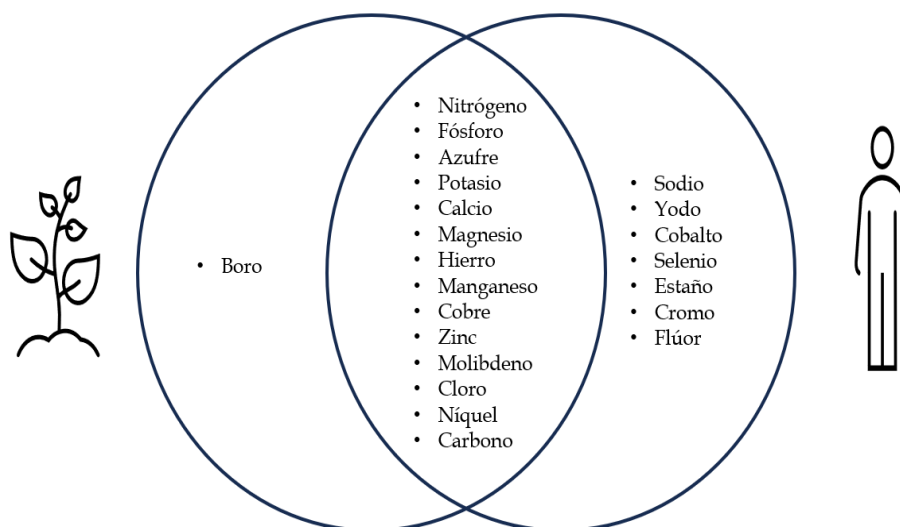 • Boro
• Nitrógeno
• Fósforo
• Azufre
• Potasio
• Calcio
• Magnesio
• Hierro
• Manganeso
• Cobre
• Zinc
• Molibdeno
• Cloro
• Níquel
• Carbono
• Sodio
• Yodo
• Cobalto
• Selenio
• Estaño
• Cromo
• Flúor